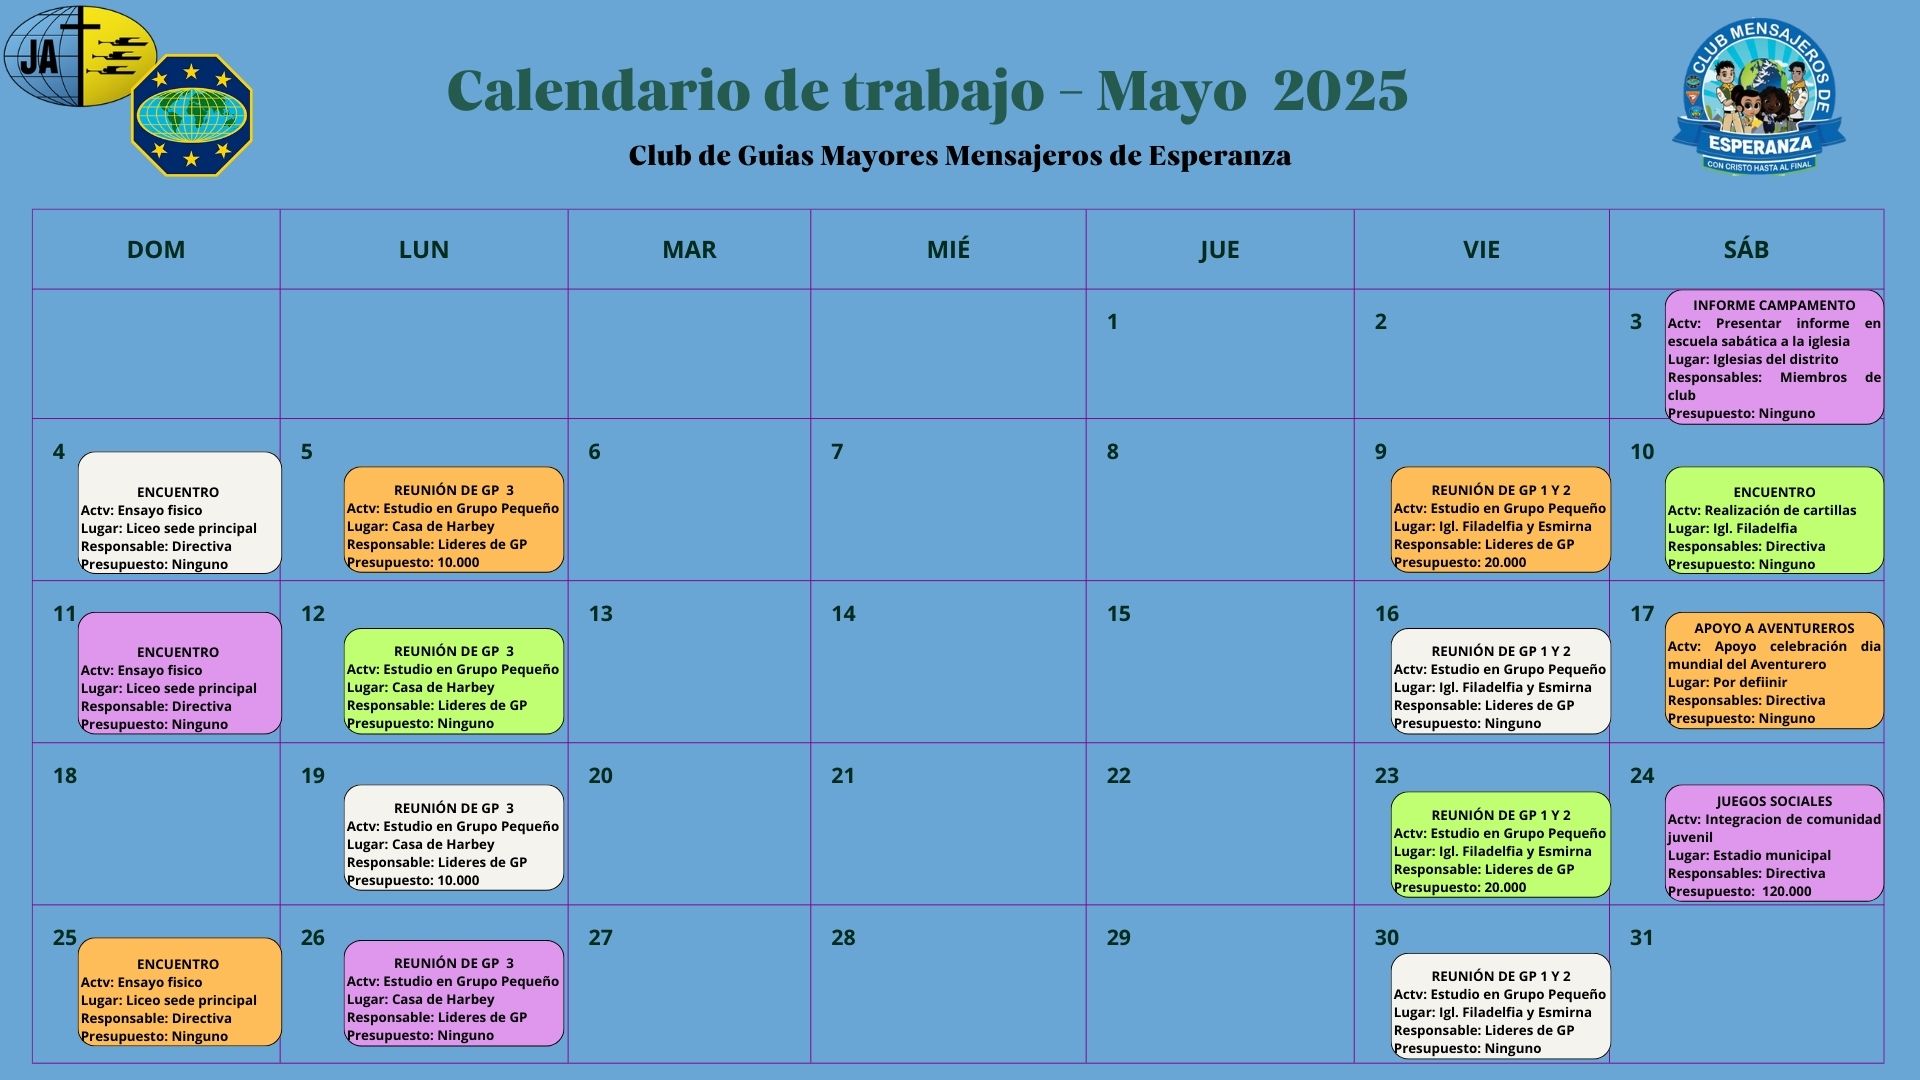 JA
CLUB MENSAJEROS DE
ESPERANZA
CON CRISTO HASTA AL FINAL
Calendario de trabajo – Mayo 2025
Club de Guias Mayores Mensajeros de Esperanza
DOM
LUN
MAR
MIÉ
JUE
VIE
SÁB
1
2
3
INFORME CAMPAMENTO
Actv: Presentar informe en
escuela sabática a la iglesia
Lugar: Iglesias del distrito
Responsables: Miembros de
club
Presupuesto: Ninguno
4
ENCUENTRO
Actv: Ensayo fisico
Lugar: Liceo sede principal
Responsable: Directiva
Presupuesto: Ninguno
5
REUNIÓN DE GP 3
Actv: Estudio en Grupo Pequeño
Lugar: Casa de Harbey
Responsable: Lideres de GP
Presupuesto: 10.000
6
7
8
9
REUNIÓN DE GP 1 Y 2
Actv: Estudio en Grupo Pequeño
Lugar: Igl. Filadelfia y Esmirna
Responsable: Lideres de GP
Presupuesto: 20.000
10
ENCUENTRO
Actv: Realización de cartillas
Lugar: Igl. Filadelfia
Responsables: Directiva
Presupuesto: Ninguno
11
ENCUENTRO
Actv: Ensayo fisico
Lugar: Liceo sede principal
Responsable: Directiva
Presupuesto: Ninguno
12
REUNIÓN DE GP 3
Actv: Estudio en Grupo Pequeño
Lugar: Casa de Harbey
Responsable: Lideres de GP
Presupuesto: Ninguno
13
14
15
16
REUNIÓN DE GP 1 Y 2
Actv: Estudio en Grupo Pequeño
Lugar: Igl. Filadelfia y Esmirna
Responsable: Lideres de GP
Presupuesto: Ninguno
17
APOYO A AVENTUREROS
Actv: Apoyo celebración dia
mundial del Aventurero
Lugar: Por defiinir
Responsables: Directiva
Presupuesto: Ninguno
18
19
REUNIÓN DE GP 3
Actv: Estudio en Grupo Pequeño
Lugar: Casa de Harbey
Responsable: Lideres de GP
Presupuesto: 10.000
20
21
22
23
REUNIÓN DE GP 1 Y 2
Actv: Estudio en Grupo Pequeño
Lugar: Igl. Filadelfia y Esmirna
Responsable: Lideres de GP
Presupuesto: 20.000
24
JUEGOS SOCIALES
Actv: Integracion de comunidad
juvenil
Lugar: Estadio municipal
Responsables: Directiva
Presupuesto: 120.000
25
ENCUENTRO
Actv: Ensayo fisico
Lugar: Liceo sede principal
Responsable: Directiva
Presupuesto: Ninguno
26
REUNIÓN DE GP 3
Actv: Estudio en Grupo Pequeño
Lugar: Casa de Harbey
Responsable: Lideres de GP
Presupuesto: Ninguno
27
28
29
30
REUNIÓN DE GP 1 Y 2
Actv: Estudio en Grupo Pequeño
Lugar: Igl. Filadelfia y Esmirna
Responsable: Lideres de GP
Presupuesto: Ninguno
31